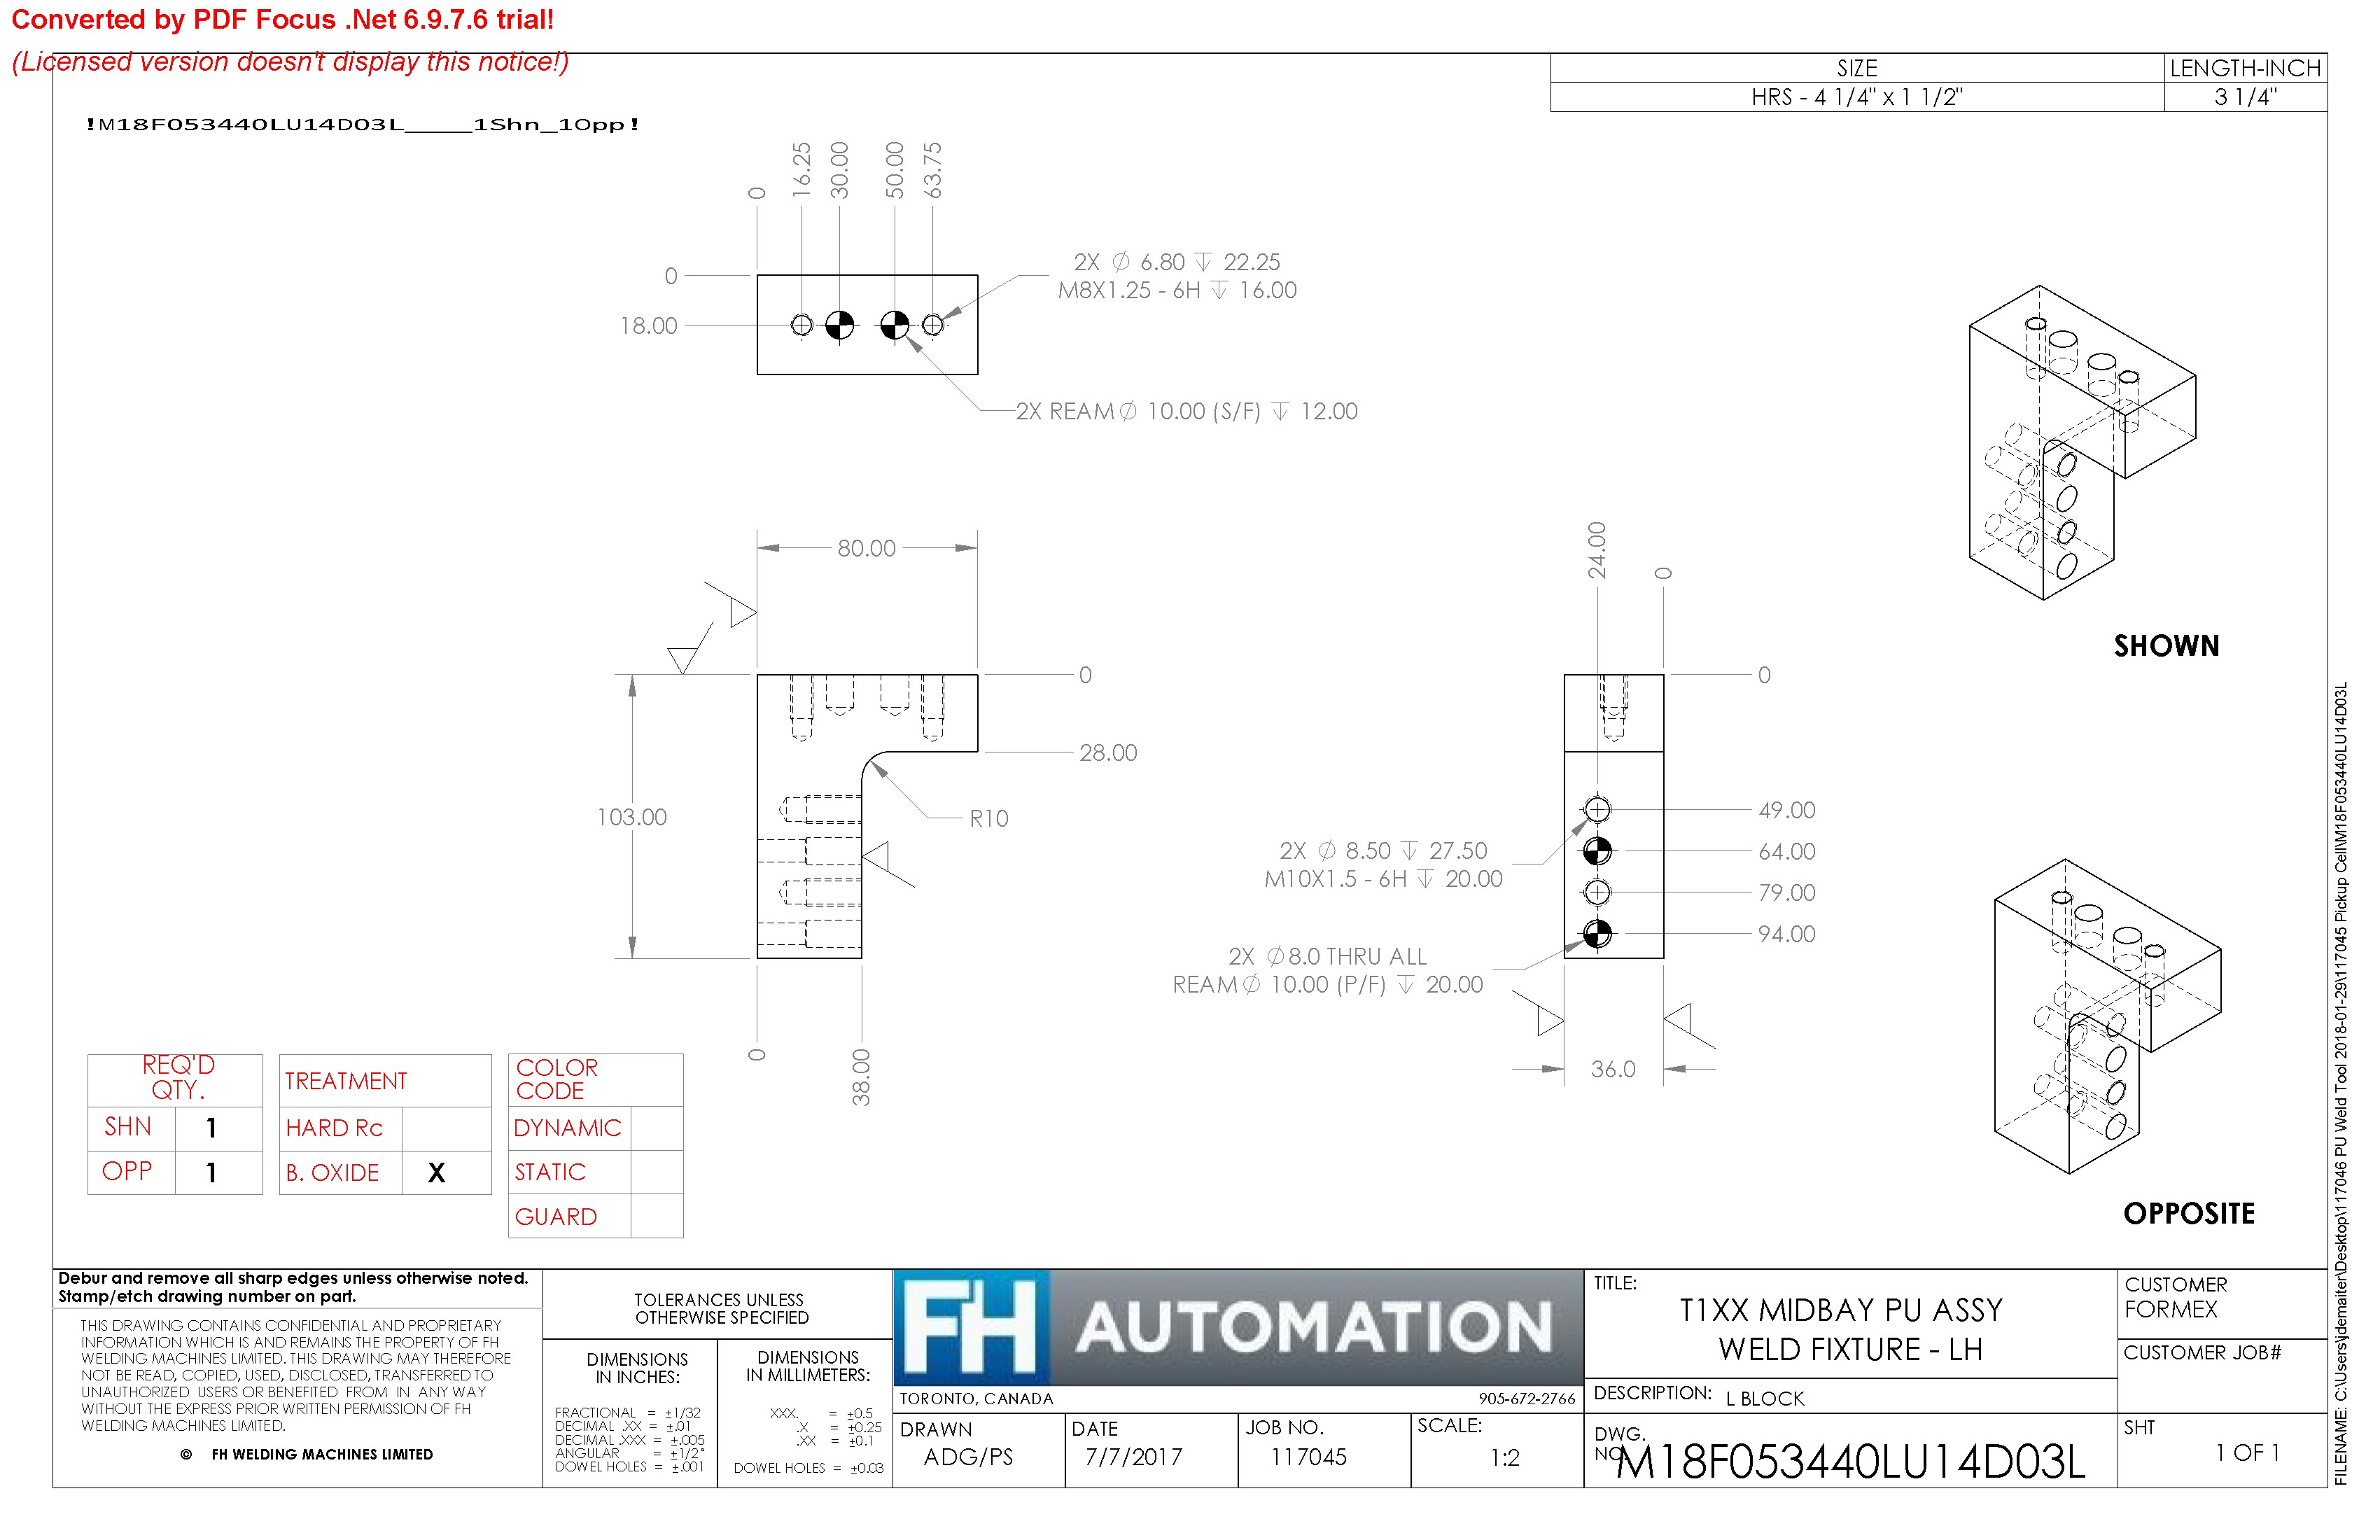 Converted by PDF Focus .Net 6.9.7.6 trial!
(Licensed version doesn't display this notice!)
SIZE
LENGTH-INCH
HRS - 4 1/4" x 1 1/2"
3 1/4"
!M18F053440LU14D03L_____1Shn_1Opp!
0
16.25
30.00
50.00
63.75
0
18.00
2X Ø 6.80 ↧ 22.25
M8X1.25 - 6H ↧ 16.00
2X REAM Ø 10.00 (S/F) ↧ 12.00
SHOWN
80.00
0
28.00
R10
103.00
0
38.00
24.00
0
0
49.00
64.00
79.00
94.00
2X Ø 8.50 ↧ 27.50
M10X1.5 - 6H ↧ 20.00
2X Ø8.0 THRU ALL
REAM Ø 10.00 (P/F) ↧ 20.00
36.0
OPPOSITE
REQ'D
QTY.
SHN 1
OPP 1
TREATMENT
HARD Rc
B. OXIDE X
COLOR
CODE
DYNAMIC
STATIC
GUARD
Debur and remove all sharp edges unless otherwise noted.
Stamp/etch drawing number on part.
THIS DRAWING CONTAINS CONFIDENTIAL AND PROPRIETARY
INFORMATION WHICH IS AND REMAINS THE PROPERTY OF FH
WELDING MACHINES LIMITED. THIS DRAWING MAY THEREFORE
NOT BE READ, COPIED, USED, DISCLOSED, TRANSFERRED TO
UNAUTHORIZED USERS OR BENEFITED FROM IN ANY WAY
WITHOUT THE EXPRESS PRIOR WRITTEN PERMISSION OF FH
WELDING MACHINES LIMITED.
© FH WELDING MACHINES LIMITED
TOLERANCES UNLESS
OTHERWISE SPECIFIED
DIMENSIONS
IN INCHES:
FRACTIONAL = ±1/32
DECIMAL .XX = ±.01
DECIMAL .XXX = ±.005
ANGULAR = ±1/2°
DOWEL HOLES = ±.001
DIMENSIONS
IN MILLIMETERS:
XXX. = ±0.5
.X = ±0.25
.XX = ±0.1
DOWEL HOLES = ±0.03
FH AUTOMATION
TORONTO, CANADA
905-672-2766
DRAWN
ADG/PS
DATE
7/7/2017
JOB NO.
117045
SCALE:
1:2
TITLE:
T1XX MIDBAY PU ASSY
WELD FIXTURE - LH
DESCRIPTION: L BLOCK
DWG.
NO.
M18F053440LU14D03L
CUSTOMER
FORMEX
CUSTOMER JOB#
SHT
1 OF 1
FILENAME: C:\Users\jdemaiter\Desktop\117046 PU Weld Tool 2018-01-29\117045 Pickup Cell\M18F053440LU14D03L